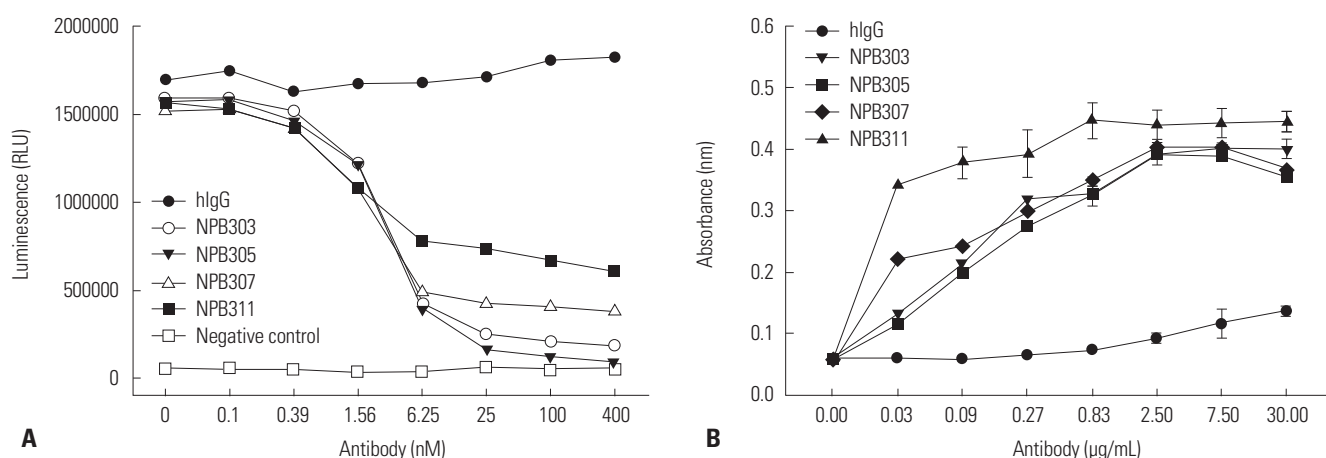 2000000
1500000
1000000
500000
0
Luminescence (RLU)
hIgG
NPB303
NPB305
NPB307
NPB311
Negative control
0 0.1 0.39 1.56 6.25 25 100 400
Antibody (nM)
A
0.6
0.5
0.4
0.3
0.2
0.1
0.0
Absorbance (nm)
hIgG
NPB303
NPB305
NPB307
NPB311
0.00 0.03 0.09 0.27 0.83 2.50 7.50 30.00
Antibody (µg/mL)
B